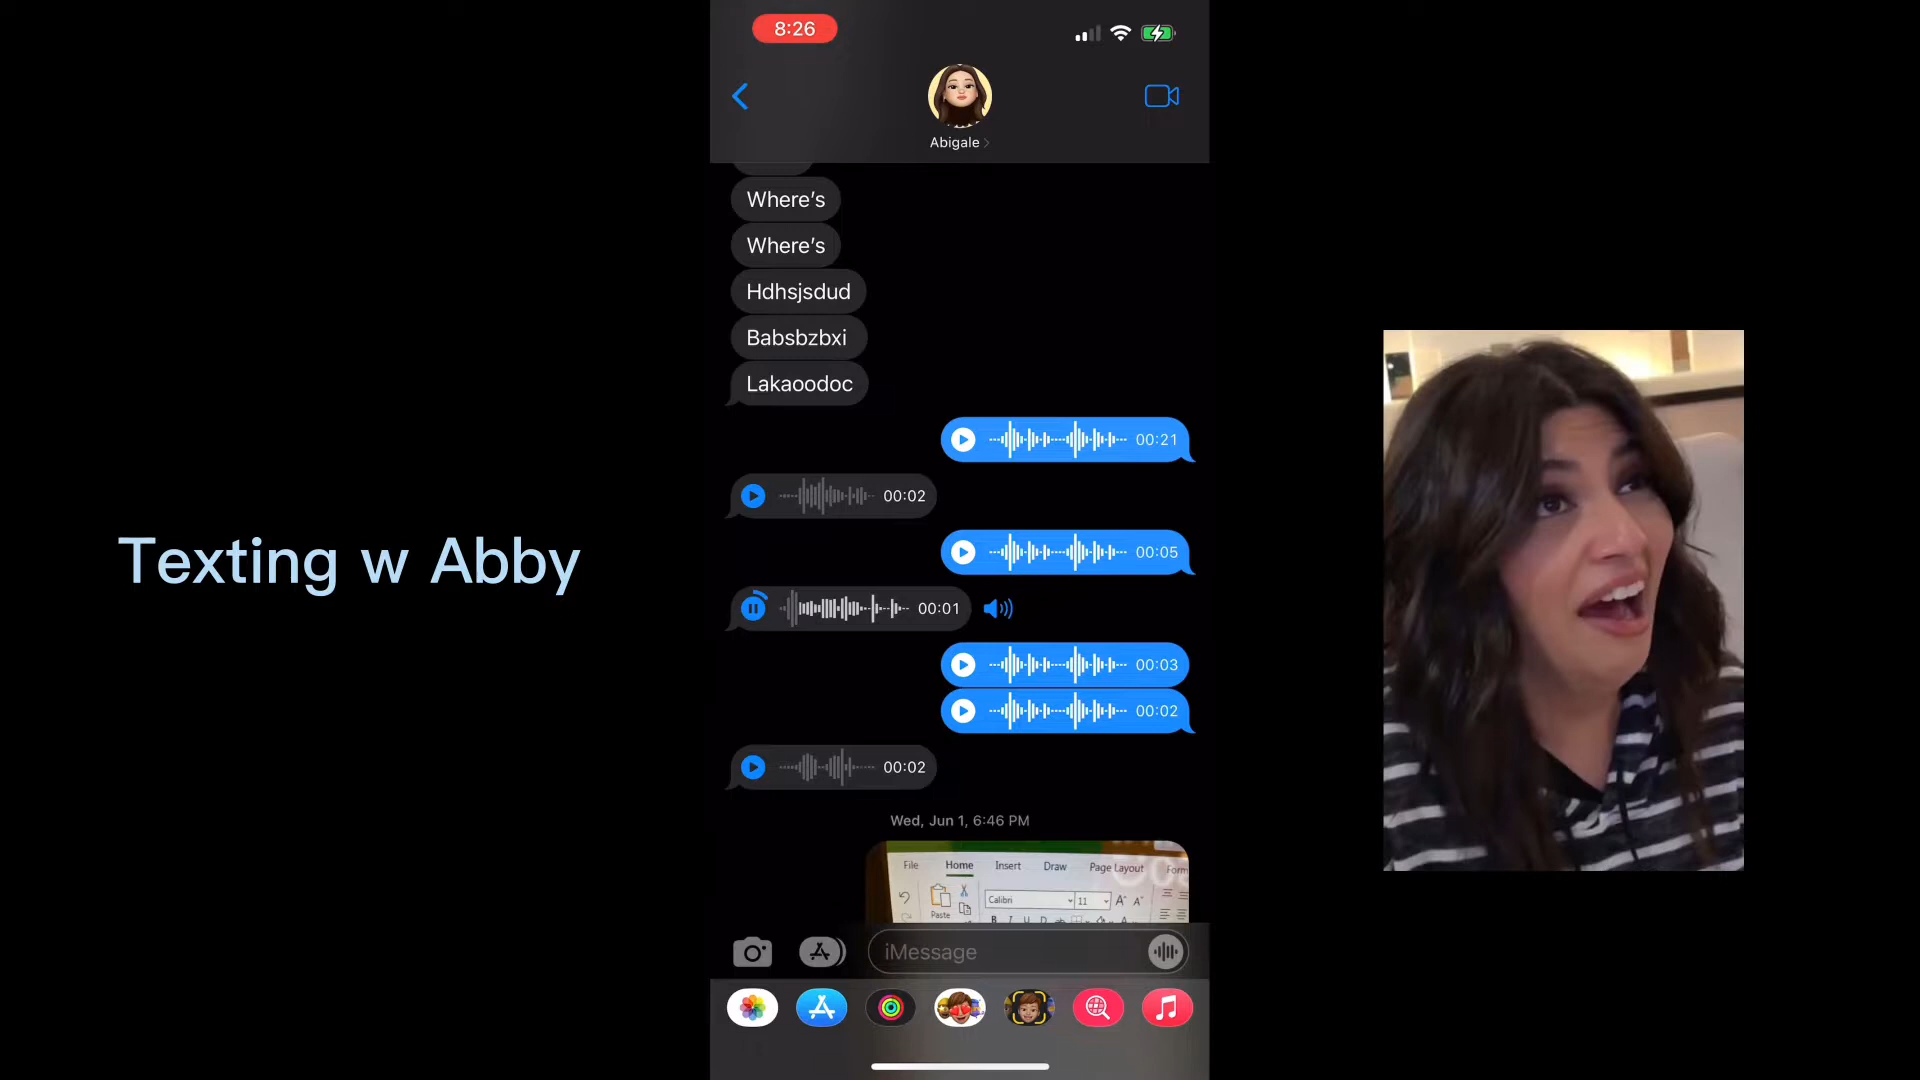 8:26
Abigale
Where's
Where's
Hdhsjsdud
Babsbzbxi
Lakaoodoc
00:21
00:02
00:05
Texting w Abby
00:01
00:03
00:02
00:02
Wed, Jun 1, 6:46 PM
File Home Insert Draw Page Layout Form
Calibri 11 A A
Paste B I U D ab A
iMessage